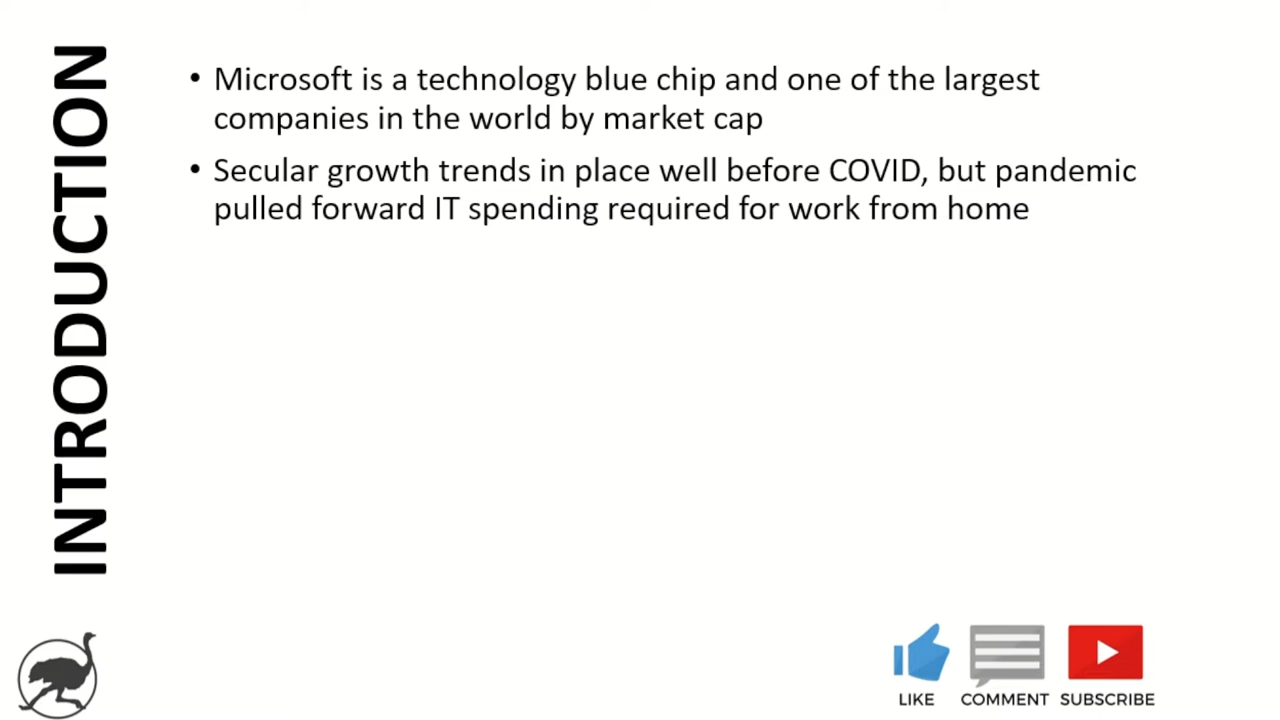 INTRODUCTION
• Microsoft is a technology blue chip and one of the largest
companies in the world by market cap
• Secular growth trends in place well before COVID, but pandemic
pulled forward IT spending required for work from home
LIKE COMMENT SUBSCRIBE